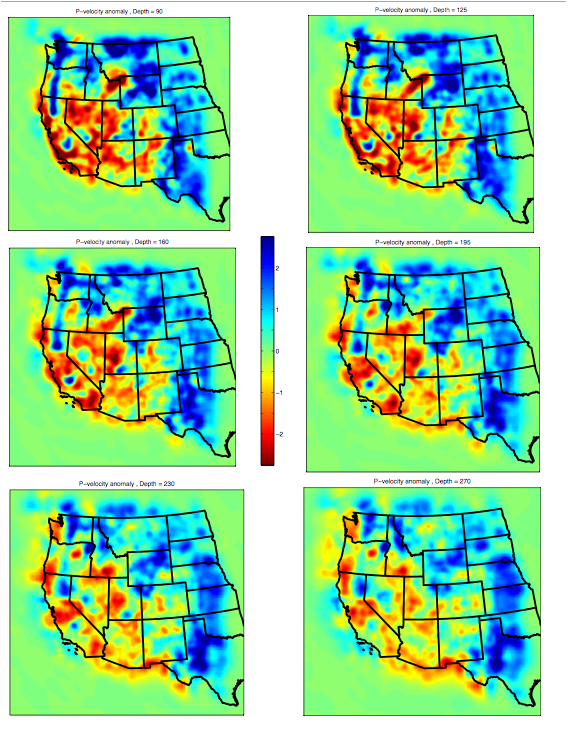 P-velocity anomaly , Depth = 90
P-velocity anomaly , Depth = 125
P-velocity anomaly , Depth = 160
P-velocity anomaly , Depth = 195
2
1
0
−1
−2
P-velocity anomaly , Depth = 230
P-velocity anomaly , Depth = 270